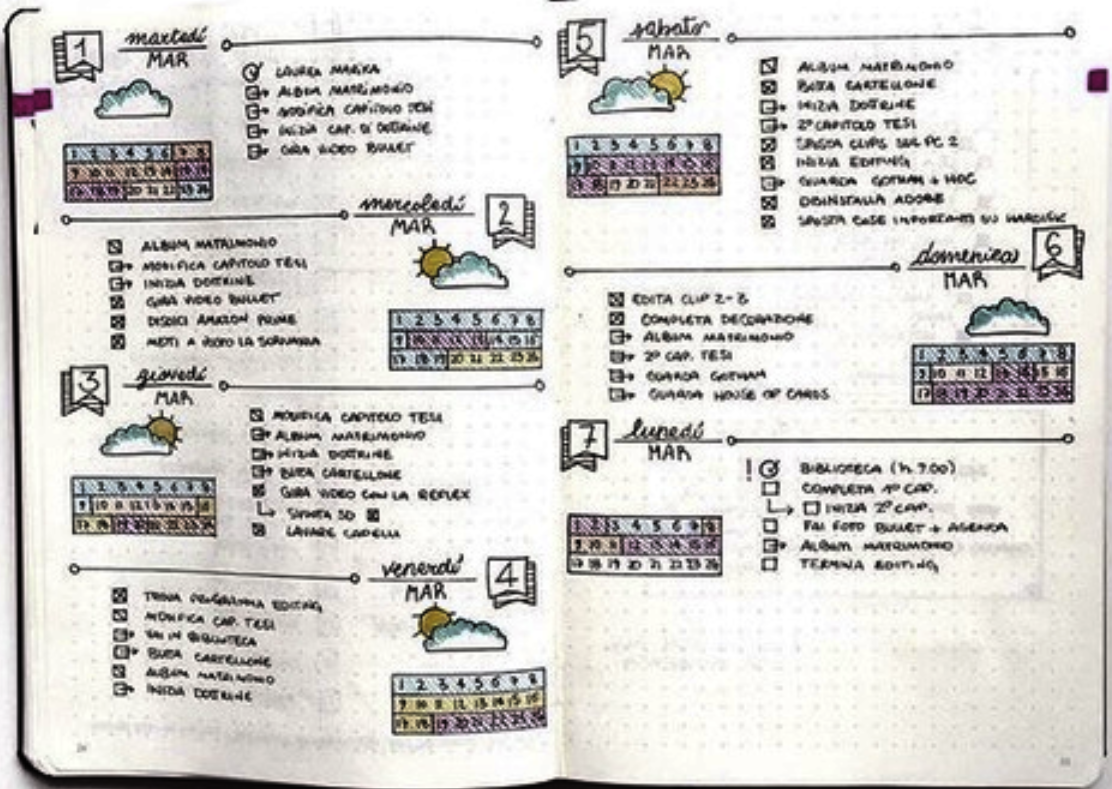 1
martedí
MAR
LAUREA MARIKA
ALBUM MATRIMONIO
MODIFICA CAPITOLO TESI
INIZIA CAP. DI DOTTRINE
GIRA VIDEO BULLET
1 2 3 4 5 6 7 8
9 10 11 12 13 14 15 16
17 18 19 20 21 22 23 24
mercoledí
MAR
2
ALBUM MATRIMONIO
MODIFICA CAPITOLO TESI
INIZIA DOTTRINE
GIRA VIDEO BULLET
DISDICI AMAZON PRIME
METTI A POSTO LA
1 2 3 4 5 6 7 8
9 10 11 12 13 14 15 16
17 18 19 20 21 22 23 24
3
giovedí
MAR
MODIFICA CAPITOLO TESI
ALBUM MATRIMONIO
INIZIA DOTTRINE
BUTTA CARTELLONE
GIRA VIDEO CON LA REFLEX
SVUOTA SD
LAVARE CAPELLI
1 2 3 4 5 6 7 8
9 10 11 12 13 14 15 16
17 18 19 20 21 22 23 24
venerdí
MAR
4
TROVA PROGRAMMA EDITING
MODIFICA CAP. TESI
VAI IN BIBLIOTECA
BUTTA CARTELLONE
ALBUM MATRIMONIO
INIZIA DOTTRINE
1 2 3 4 5 6 7 8
9 10 11 12 13 14 15 16
17 18 19 20 21 22 23 24
5
sabato
MAR
ALBUM MATRIMONIO
BUTTA CARTELLONE
INIZIA DOTTRINE
2° CAPITOLO TESI
SPOSTA CLIPS SUL PC 2
INIZIA EDITING
GUARDA GOTHAM + HOC
DISINSTALLA ADOBE
SPOSTA COSE IMPORTANTI SU HARDISK
1 2 3 4 5 6 7 8
9 10 11 12 13 14 15 16
17 18 19 20 21 22 23 24
domenica
MAR
6
EDITA CLIP 2-3
COMPLETA DECORAZIONE
ALBUM MATRIMONIO
2° CAP. TESI
GUARDA GOTHAM
GUARDA HOUSE OF CARDS
1 2 3 4 5 6 7 8
9 10 11 12 13 14 15 16
17 18 19 20 21 22 23 24
7
lunedí
MAR
! BIBLIOTECA (h 9.00)
COMPLETA 1° CAP.
INIZIA 2° CAP.
FAI FOTO BULLET + AGENDA
ALBUM MATRIMONIO
TERMINA EDITING
1 2 3 4 5 6 7 8
9 10 11 12 13 14 15 16
17 18 19 20 21 22 23 24